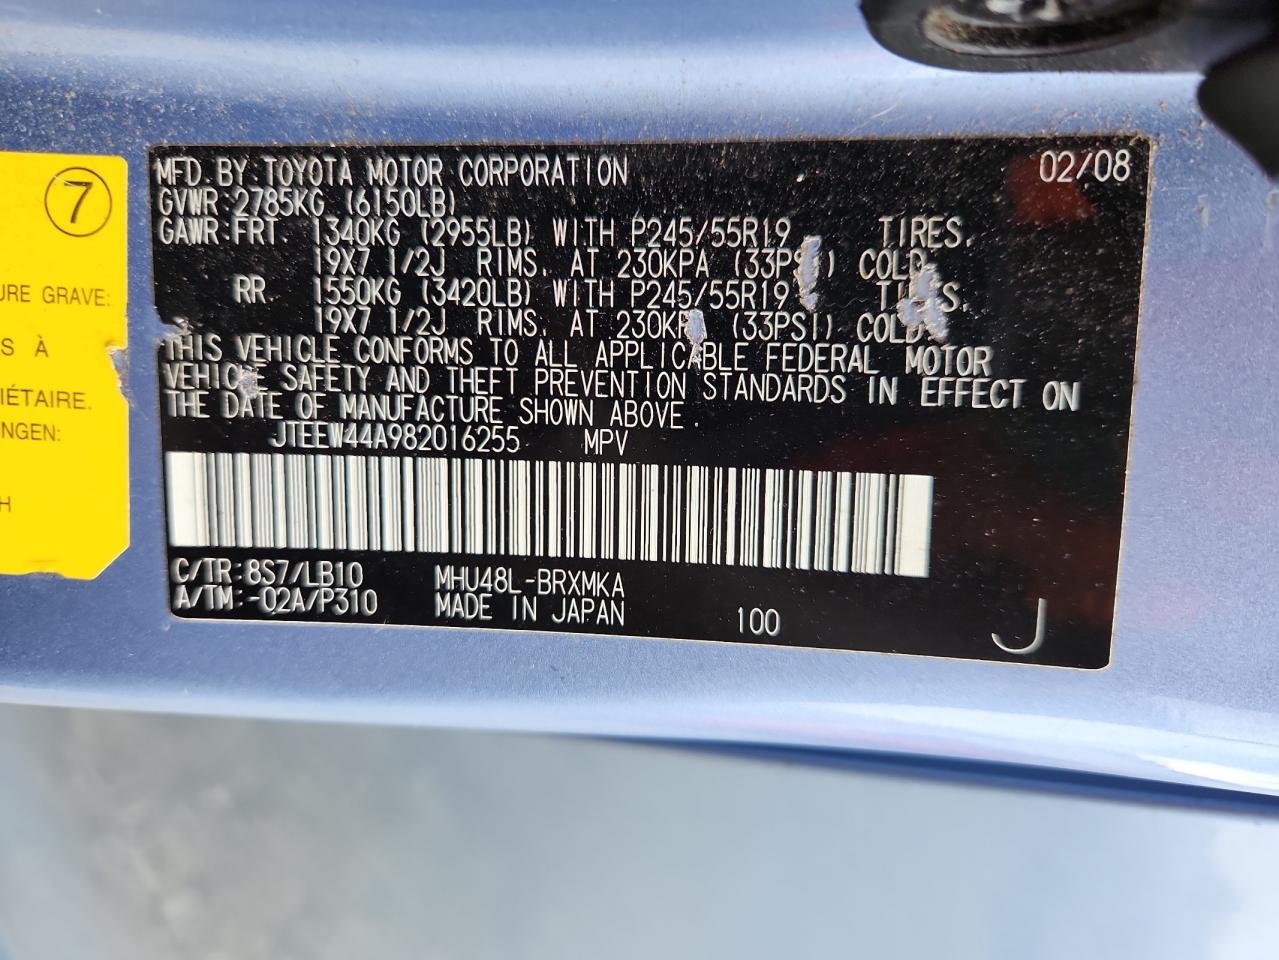 7
URE GRAVE:
S À
IÉTAIRE.
NGEN:
H
MFD. BY: TOYOTA MOTOR CORPORATION 02/08
GVWR: 2785KG (6150LB)
GAWR: FRT. 1340KG (2955LB) WITH P245/55R19 TIRES,
19X7 1/2J RIMS, AT 230KPA (33PSI) COLD
RR 1550KG (3420LB) WITH P245/55R19
19X7 1/2J RIMS, AT (33PSI) COLD
THIS VEHICLE CONFORMS TO ALL APPLICABLE FEDERAL MOTOR
VEHICLE SAFETY AND THEFT PREVENTION STANDARDS IN EFFECT ON
THE DATE OF MANUFACTURE SHOWN ABOVE.
JTEEW44A982016255 MPV
C/TR: 8S7/LB10 MHU48L-BRXMKA
A/TM: -02A/P310 MADE IN JAPAN 100 J